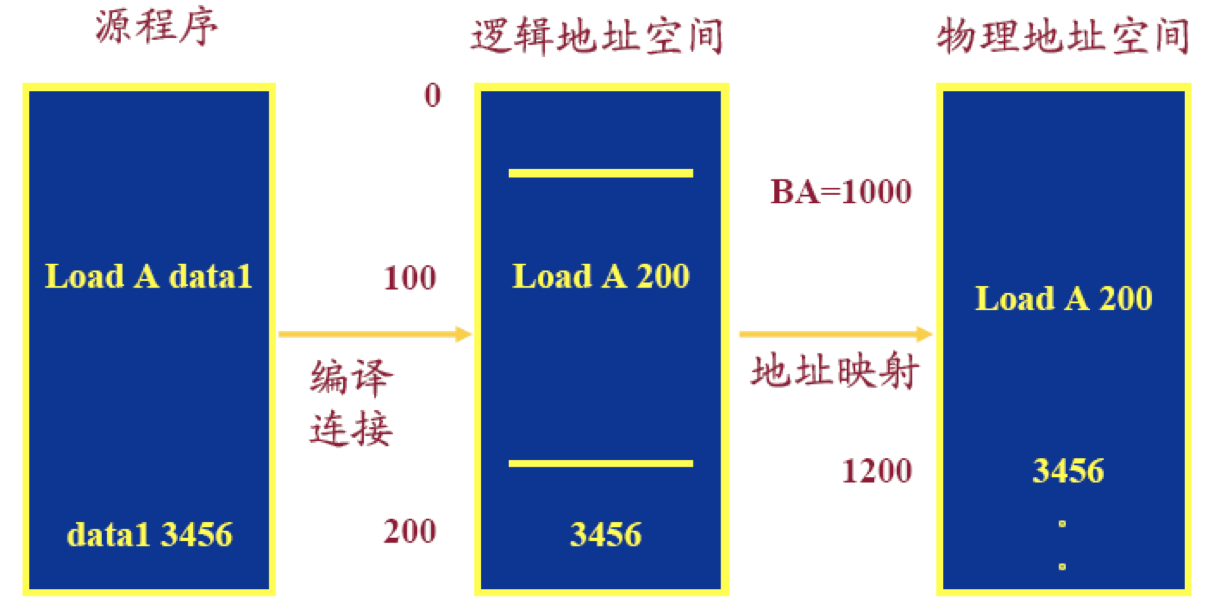 源程序
逻辑地址空间
物理地址空间
0
BA=1000
Load A data1
100
Load A 200
Load A 200
编译
连接
地址映射
1200
3456
data1 3456
200
3456